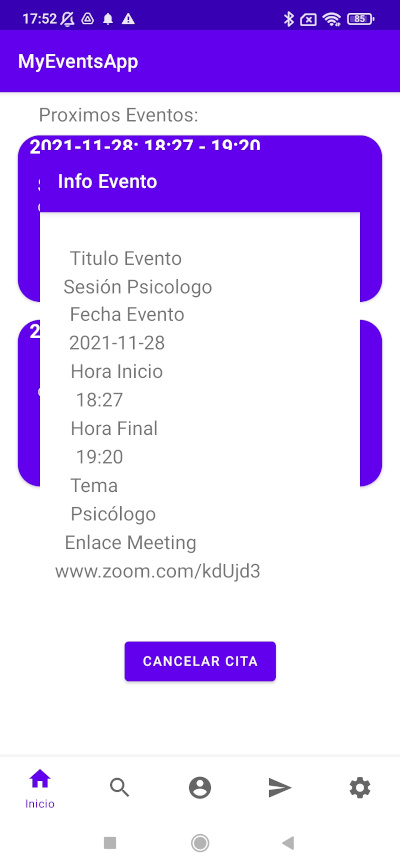 17:52
85
MyEventsApp
Proximos Eventos:
2021-11-28: 18:27 - 19:20
Info Evento
Titulo Evento
Sesión Psicologo
Fecha Evento
2021-11-28
Hora Inicio
18:27
Hora Final
19:20
Tema
Psicólogo
Enlace Meeting
www.zoom.com/kdUjd3
CANCELAR CITA
Inicio